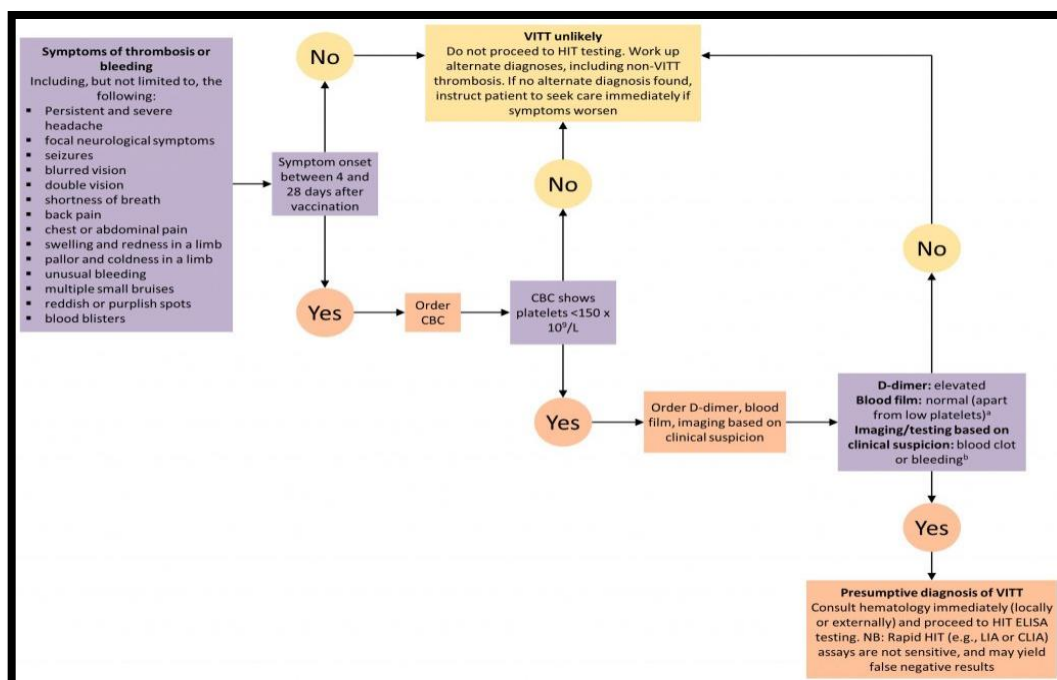 Symptoms of thrombosis or
bleeding
Including, but not limited to, the
following:
▪ Persistent and severe
headache
▪ focal neurological symptoms
▪ seizures
▪ blurred vision
▪ double vision
▪ shortness of breath
▪ back pain
▪ chest or abdominal pain
▪ swelling and redness in a limb
▪ pallor and coldness in a limb
▪ unusual bleeding
▪ multiple small bruises
▪ reddish or purplish spots
▪ blood blisters
No
VITT unlikely
Do not proceed to HIT testing. Work up
alternate diagnoses, including non-VITT
thrombosis. If no alternate diagnosis found,
instruct patient to seek care immediately if
symptoms worsen
Symptom onset
between 4 and
28 days after
vaccination
Yes
Order
CBC
No
CBC shows
platelets <150 x
10⁹/L
Yes
Order D-dimer, blood
film, imaging based on
clinical suspicion
No
D-dimer: elevated
Blood film: normal (apart
from low platelets)ᵃ
Imaging/testing based on
clinical suspicion: blood clot
or bleedingᵇ
Yes
Presumptive diagnosis of VITT
Consult hematology immediately (locally
or externally) and proceed to HIT ELISA
testing. NB: Rapid HIT (e.g., LIA or CLIA)
assays are not sensitive, and may yield
false negative results